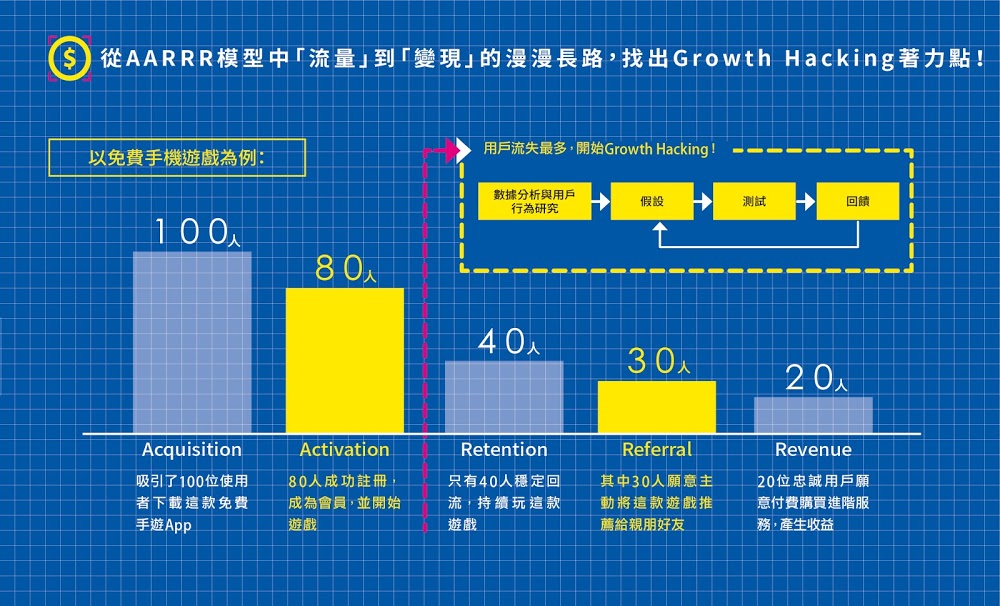 $
從AARRR模型中「流量」到「變現」的漫漫長路，找出Growth Hacking著力點！
以免費手機遊戲為例：
用戶流失最多，開始Growth Hacking！
數據分析與用戶
行為研究
假設
測試
回饋
100人
80人
40人
30人
20人
Acquisition
吸引了100位使用
者下載這款免費
手遊App
Activation
80人成功註冊，
成為會員，並開始
遊戲
Retention
只有40人穩定回
流，持續玩這款
遊戲
Referral
其中30人願意主
動將這款遊戲推
薦給親朋好友
Revenue
20位忠誠用戶願
意付費購買進階服
務，產生收益